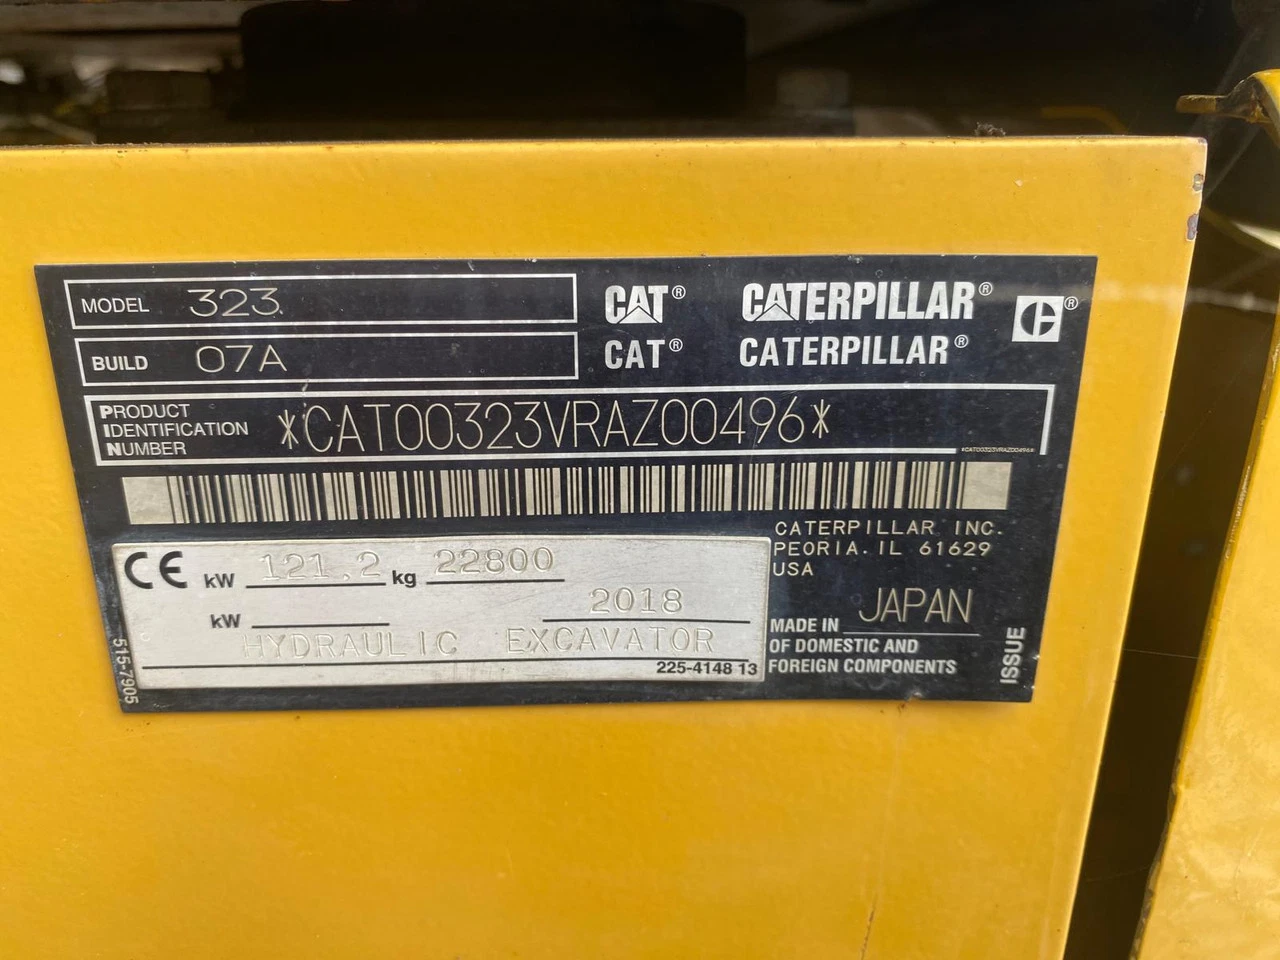 MODEL 323
BUILD 07A
CAT® CATERPILLAR®
CAT® CATERPILLAR®
PRODUCT
IDENTIFICATION
NUMBER
*CAT00323VRAZ00496*
*CAT00323VRAZ00496*
CATERPILLAR INC.
PEORIA, IL 61629
USA
CE kW 121.2 kg 22800
kW 2018
HYDRAULIC EXCAVATOR
225-4148 13
MADE IN JAPAN
OF DOMESTIC AND
FOREIGN COMPONENTS
515-7905
ISSUE